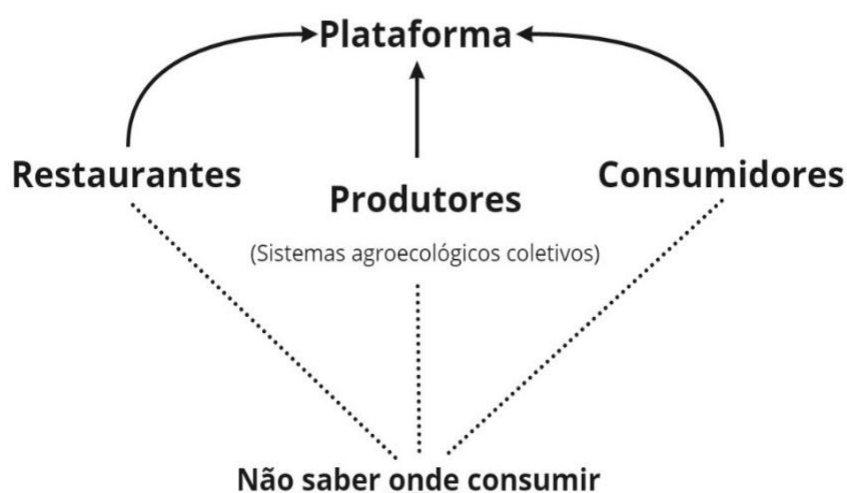 Plataforma
Restaurantes
Consumidores
Produtores
(Sistemas agroecológicos coletivos)
Não saber onde consumir